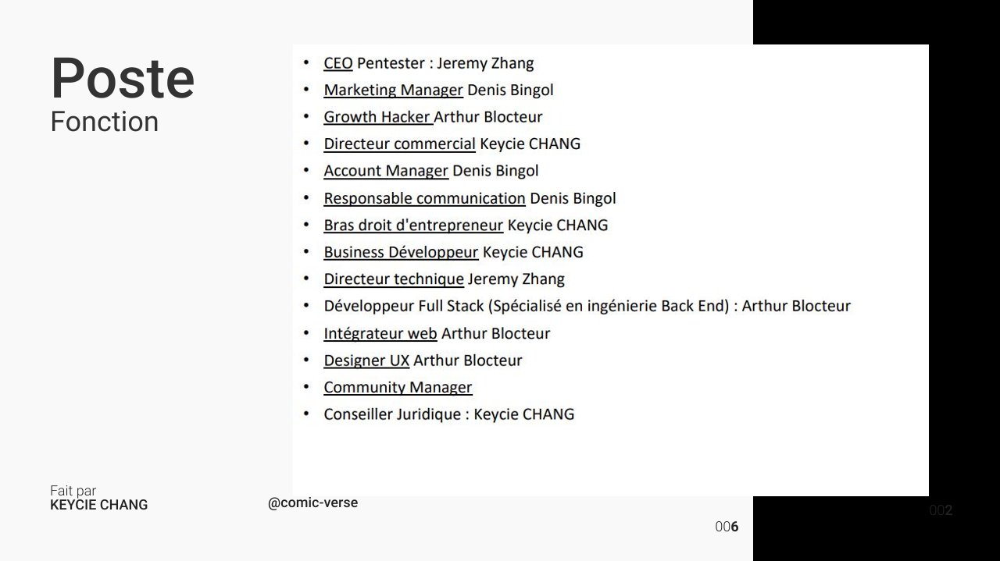 Poste
Fonction
• CEO Pentester : Jeremy Zhang
• Marketing Manager Denis Bingol
• Growth Hacker Arthur Blocteur
• Directeur commercial Keycie CHANG
• Account Manager Denis Bingol
• Responsable communication Denis Bingol
• Bras droit d'entrepreneur Keycie CHANG
• Business Développeur Keycie CHANG
• Directeur technique Jeremy Zhang
• Développeur Full Stack (Spécialisé en ingénierie Back End) : Arthur Blocteur
• Intégrateur web Arthur Blocteur
• Designer UX Arthur Blocteur
• Community Manager
• Conseiller Juridique : Keycie CHANG
Fait par
KEYCIE CHANG
@comic-verse
002
006